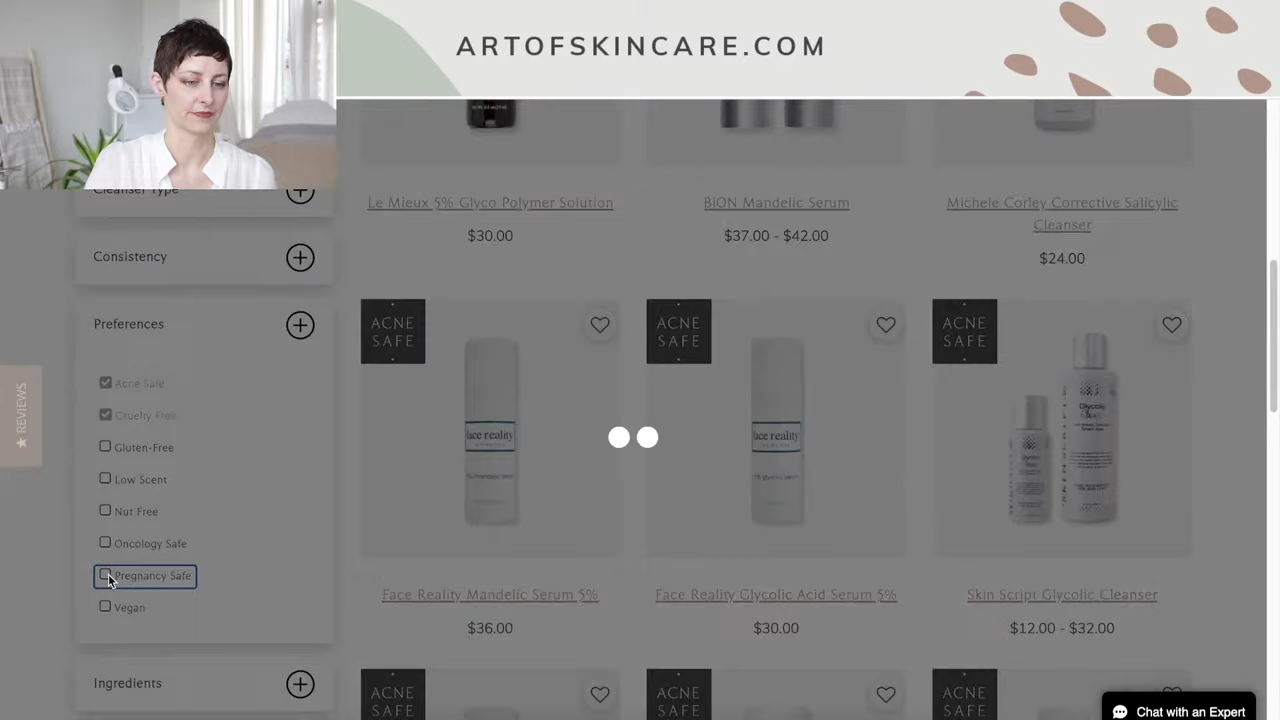 ARTOFSKINCARE.COM
Cleanser Type
Le Mieux 5% Glyco Polymer Solution
$30.00
BiON Mandelic Serum
$37.00 - $42.00
Michele Corley Corrective Salicylic
Cleanser
$24.00
Consistency
Preferences
Acne Safe
Cruelty Free
Gluten-Free
Low Scent
Nut Free
Oncology Safe
Pregnancy Safe
Vegan
Ingredients
★ REVIEWS
ACNE
SAFE
face reality
ACNE
SAFE
face reality
ACNE
SAFE
Glycolic
Face Reality Mandelic Serum 5%
$36.00
Face Reality Glycolic Acid Serum 5%
$30.00
Skin Script Glycolic Cleanser
$12.00 - $32.00
ACNE
SAFE
ACNE
SAFE
ACNE
SAFE
Chat with an Expert